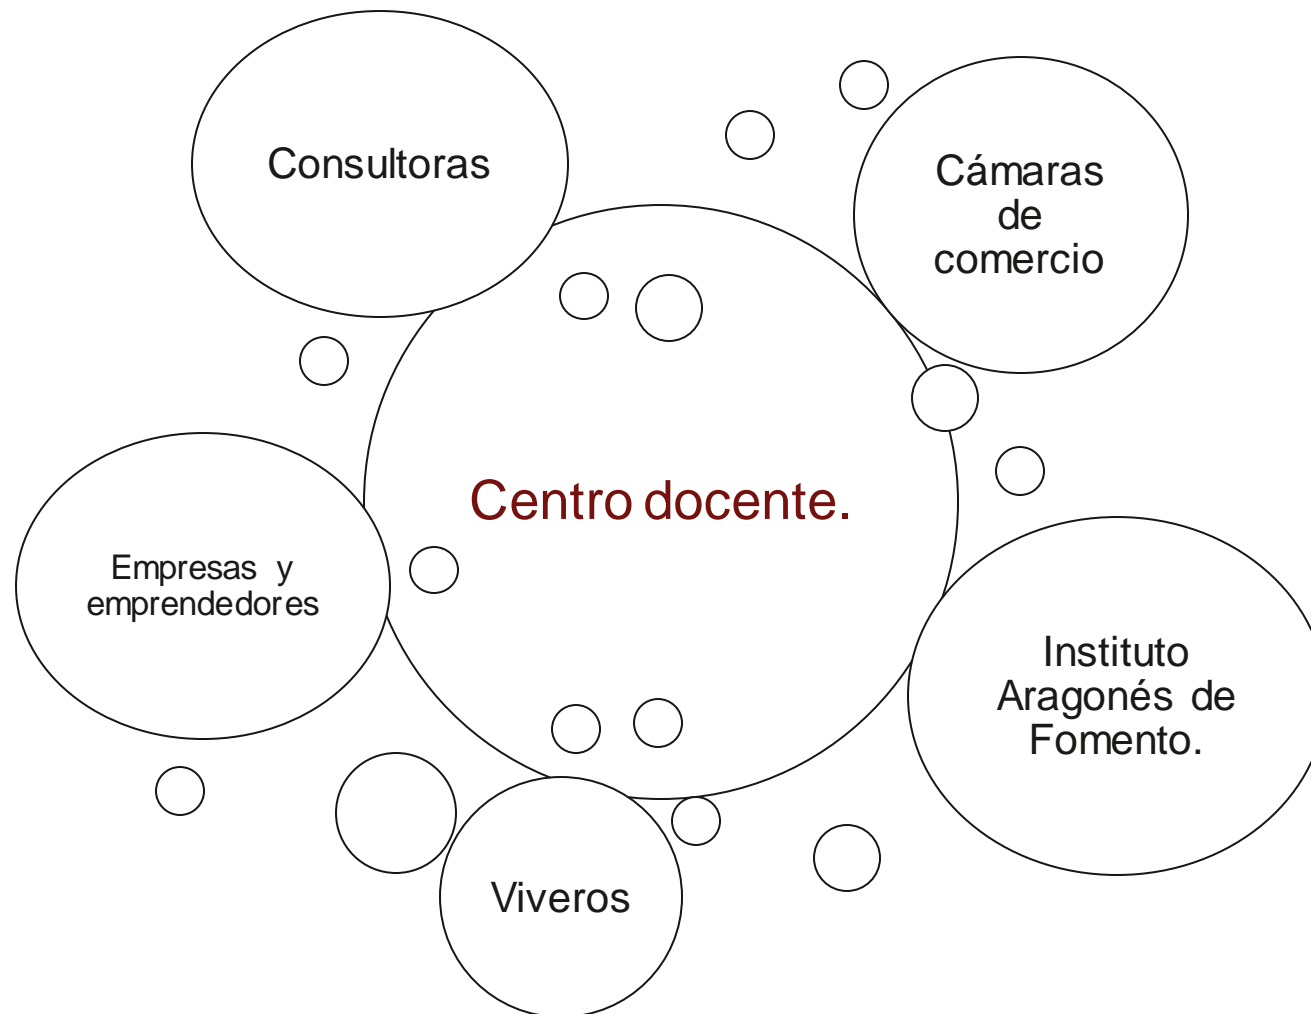 Consultoras
Cámaras
de
comercio
Centro docente.
Empresas y
emprendedores
Instituto
Aragonés de
Fomento.
Viveros